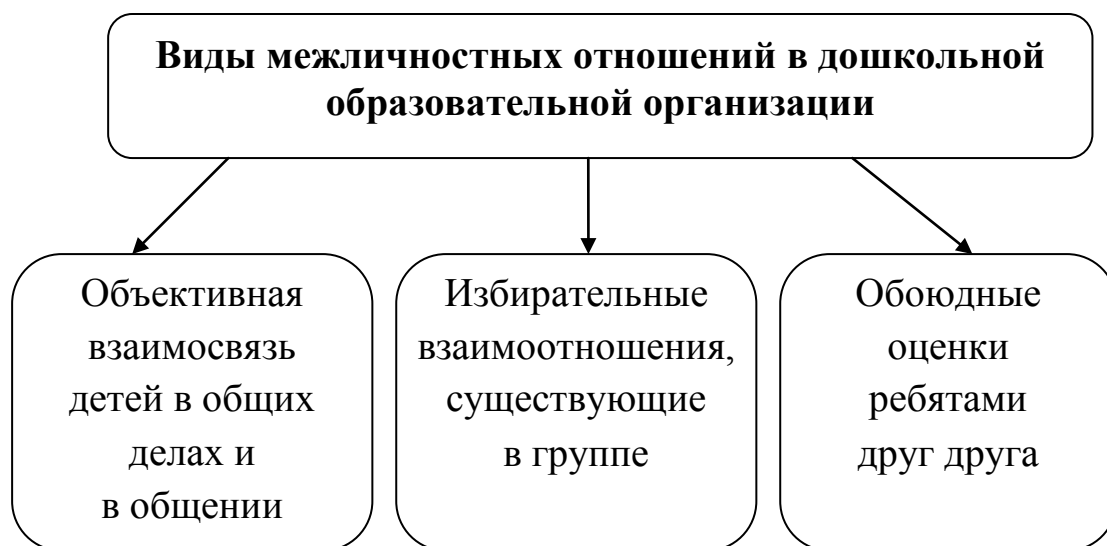 Виды межличностных отношений в дошкольной
образовательной организации
Объективная
взаимосвязь
детей в общих
делах и
в общении
Избирательные
взаимоотношения,
существующие
в группе
Обоюдные
оценки
ребятами
друг друга